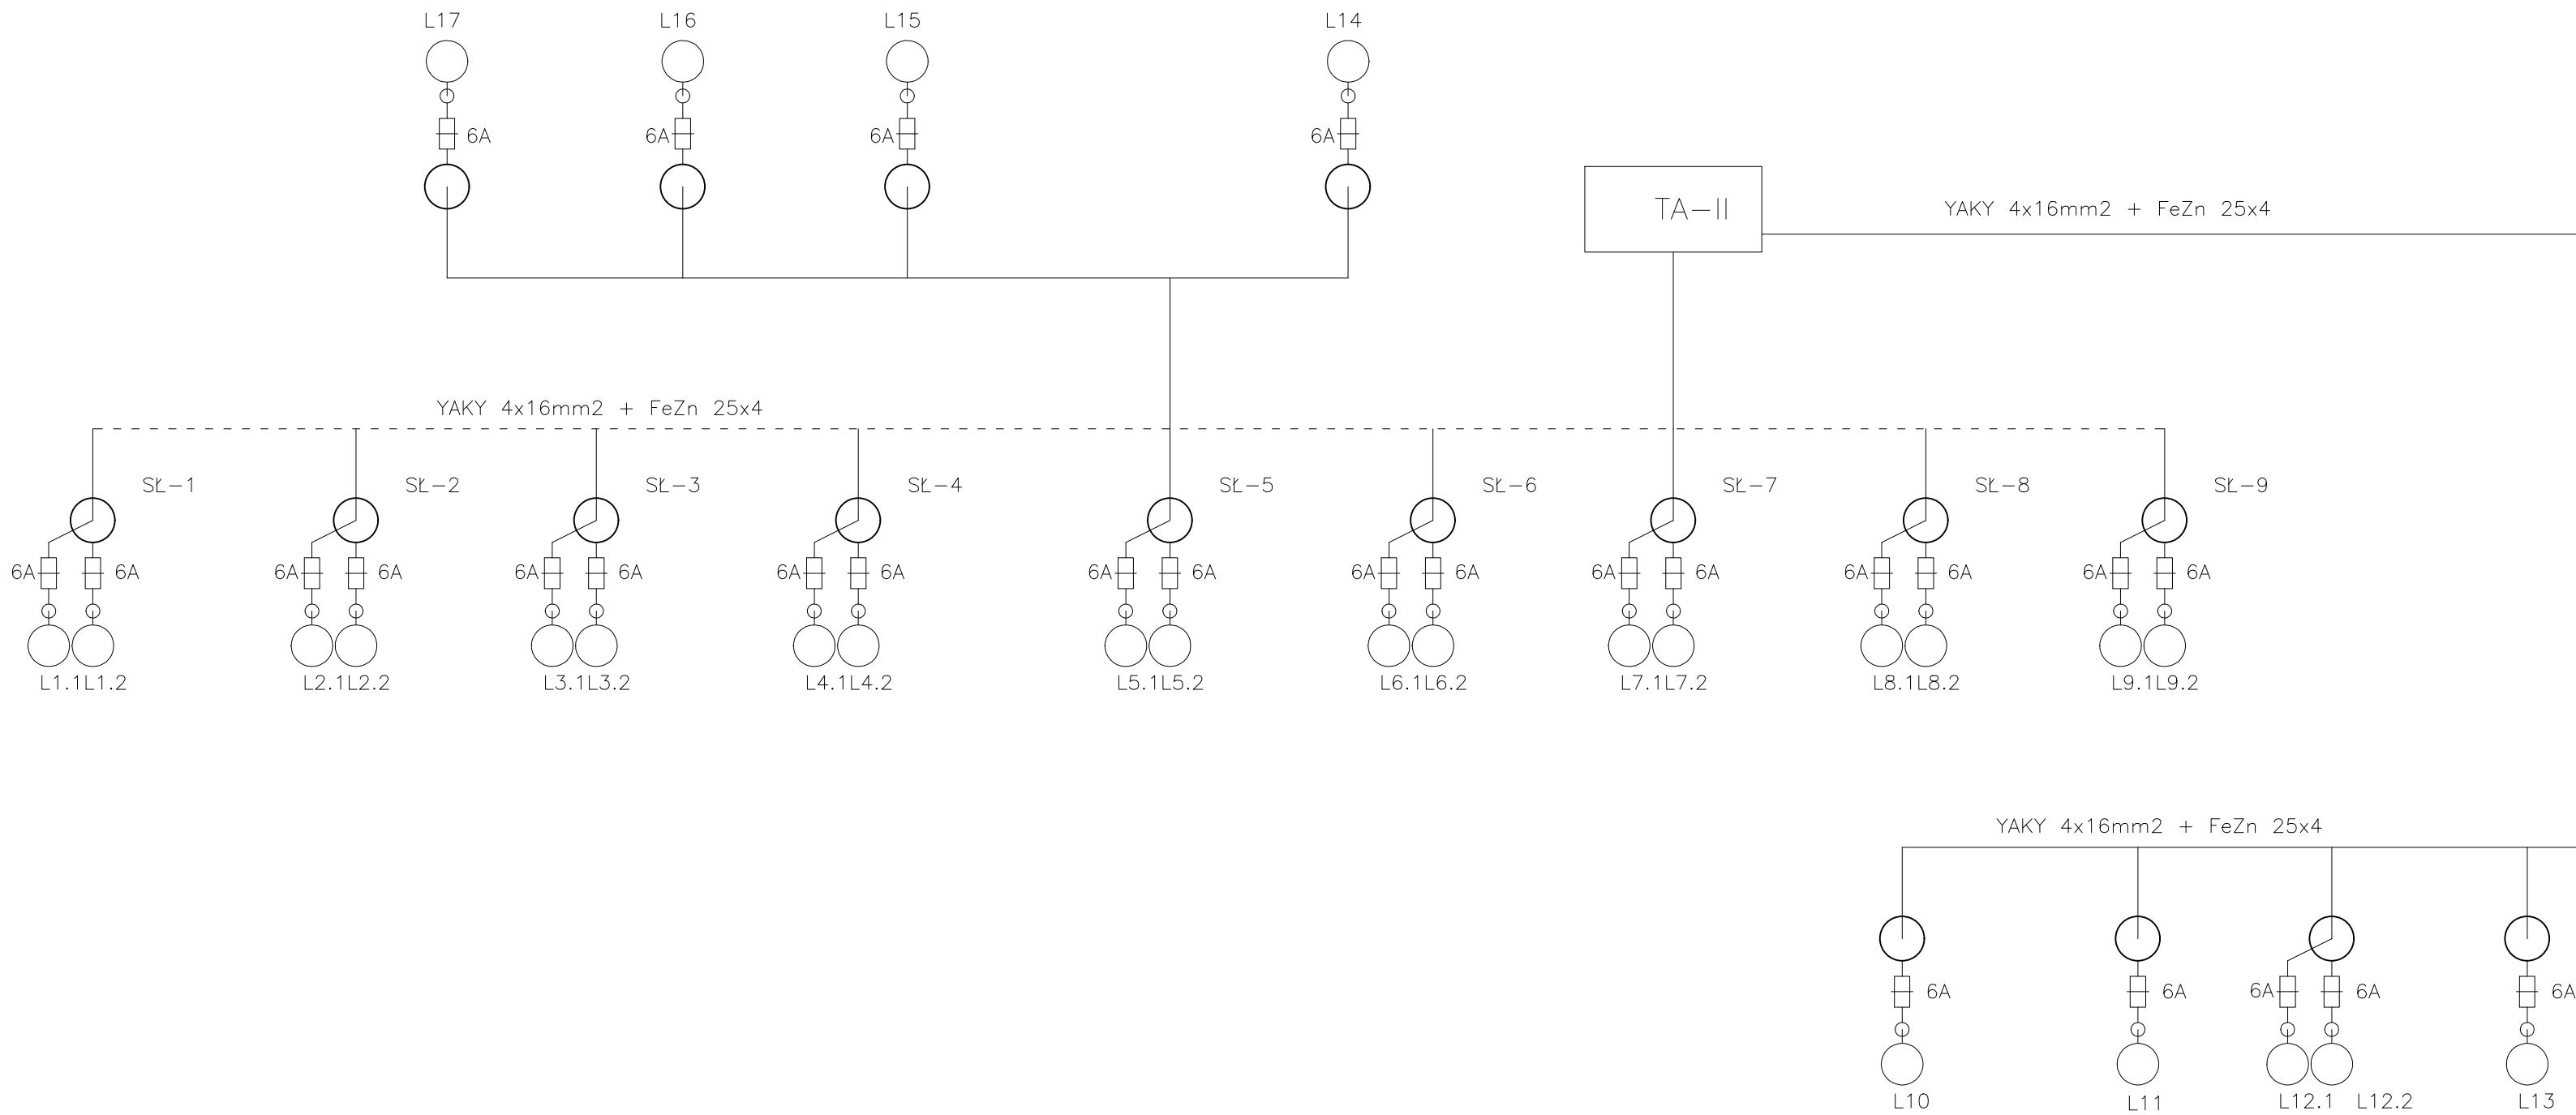 L17 L16 L15 L14
6A 6A 6A 6A
TA-II
YAKY 4x16mm2 + FeZn 25x4
YAKY 4x16mm2 + FeZn 25x4
SŁ-1 SŁ-2 SŁ-3 SŁ-4 SŁ-5 SŁ-6 SŁ-7 SŁ-8 SŁ-9
6A 6A 6A 6A 6A 6A 6A 6A 6A 6A 6A 6A 6A 6A 6A 6A 6A 6A
L1.1L1.2 L2.1L2.2 L3.1L3.2 L4.1L4.2 L5.1L5.2 L6.1L6.2 L7.1L7.2 L8.1L8.2 L9.1L9.2
YAKY 4x16mm2 + FeZn 25x4
6A 6A 6A 6A 6A
L10 L11 L12.1 L12.2 L13